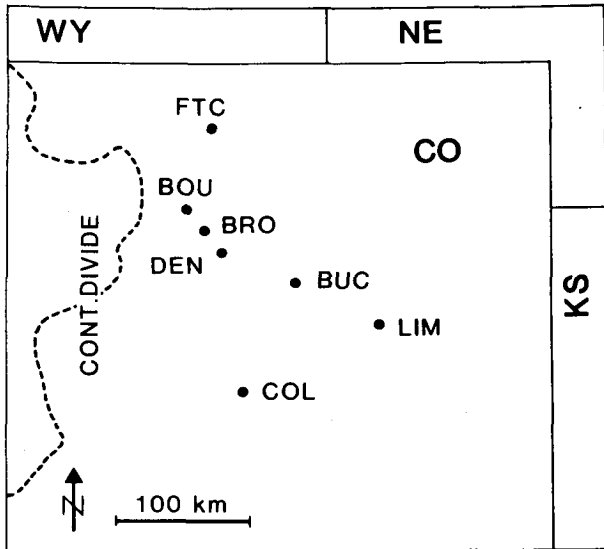 WY
NE
FTC
CO
BOU
BRO
DEN
BUC
LIM
COL
CONT. DIVIDE
KS
N
100 km